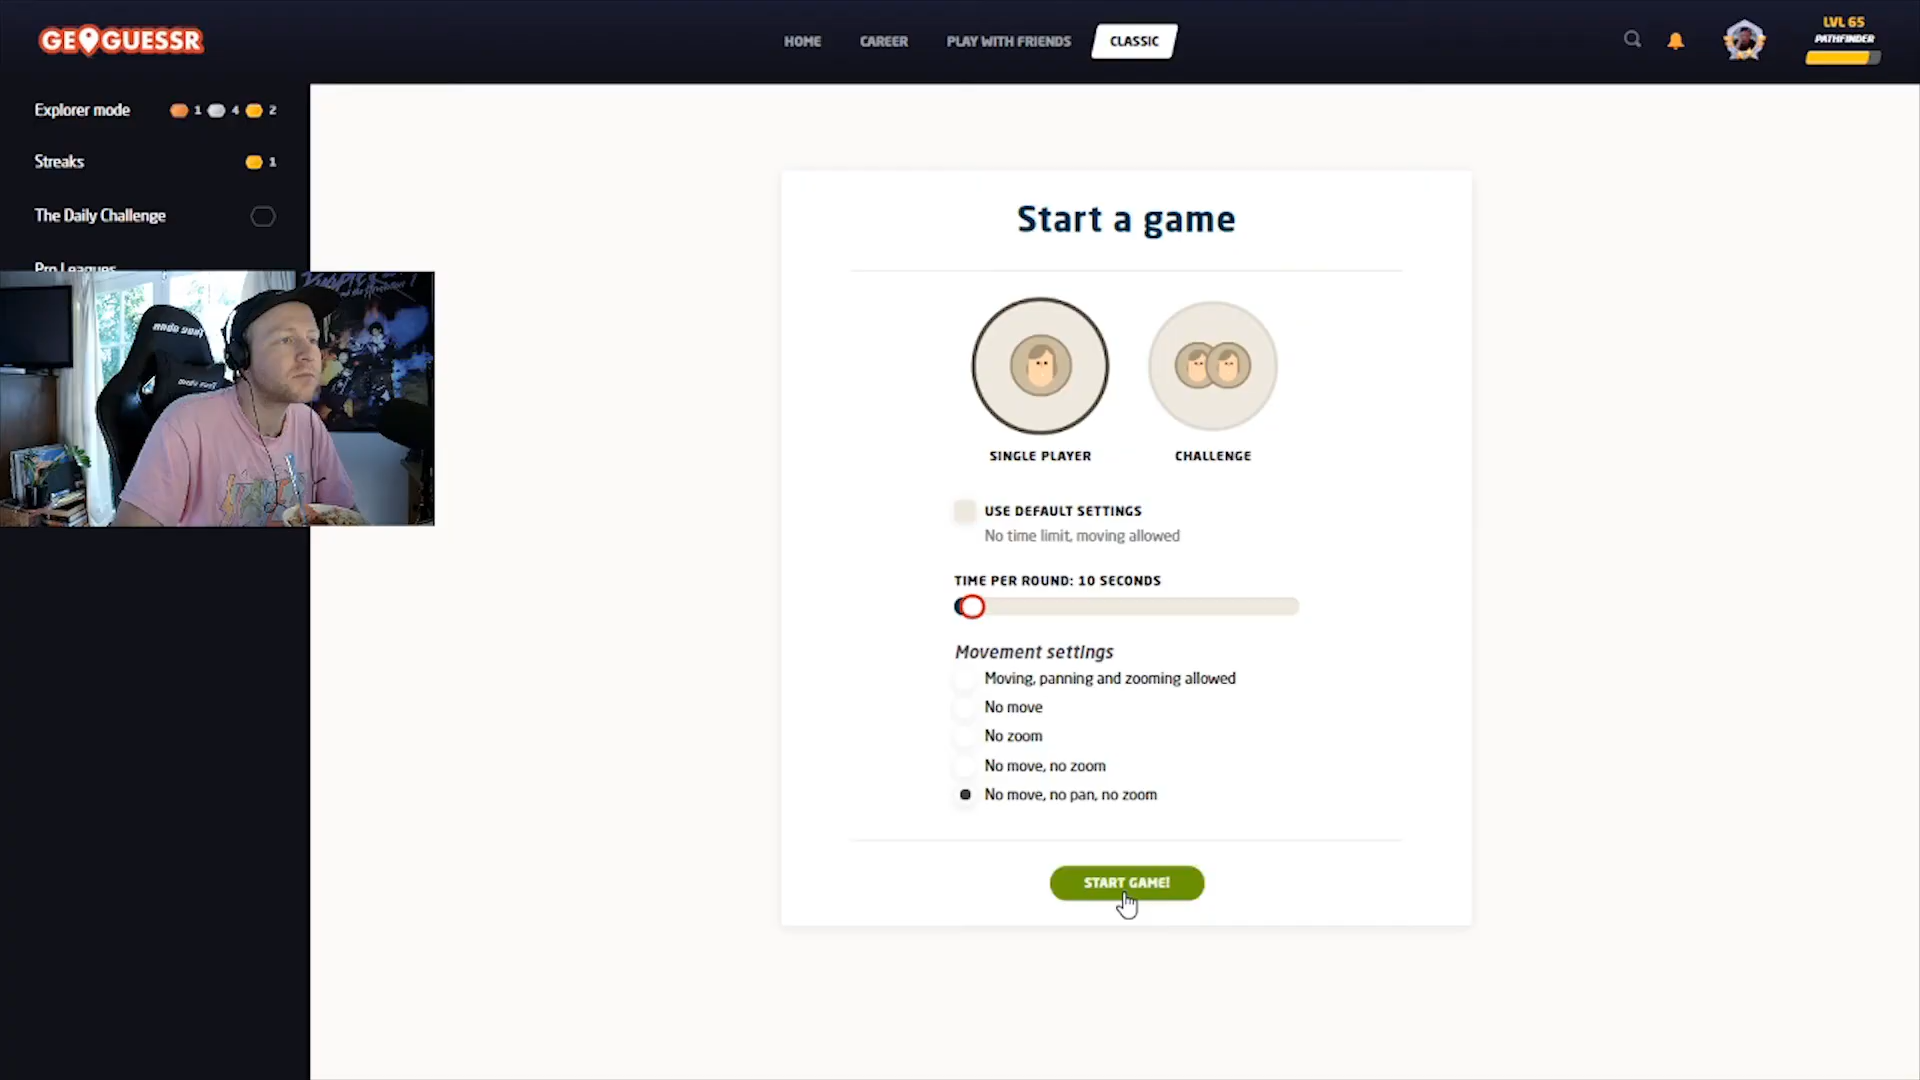 GEOGUESSR
HOME
CAREER
PLAY WITH FRIENDS
CLASSIC
LVL 65
PATHFINDER
Explorer mode 1 4 2
Streaks 1
The Daily Challenge
Pro Leagues
Start a game
SINGLE PLAYER
CHALLENGE
USE DEFAULT SETTINGS
No time limit, moving allowed
TIME PER ROUND: 10 SECONDS
Movement settings
Moving, panning and zooming allowed
No move
No zoom
No move, no zoom
No move, no pan, no zoom
START GAME!